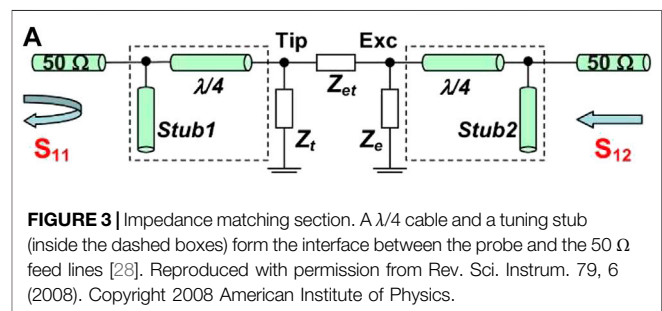 A
50 Ω
λ/4
Tip
Z_et
Exc
λ/4
50 Ω
Stub1
Z_t
Z_e
Stub2
S_11
S_12
FIGURE 3 | Impedance matching section. A λ/4 cable and a tuning stub
(inside the dashed boxes) form the interface between the probe and the 50 Ω
feed lines [28]. Reproduced with permission from Rev. Sci. Instrum. 79, 6
(2008). Copyright 2008 American Institute of Physics.